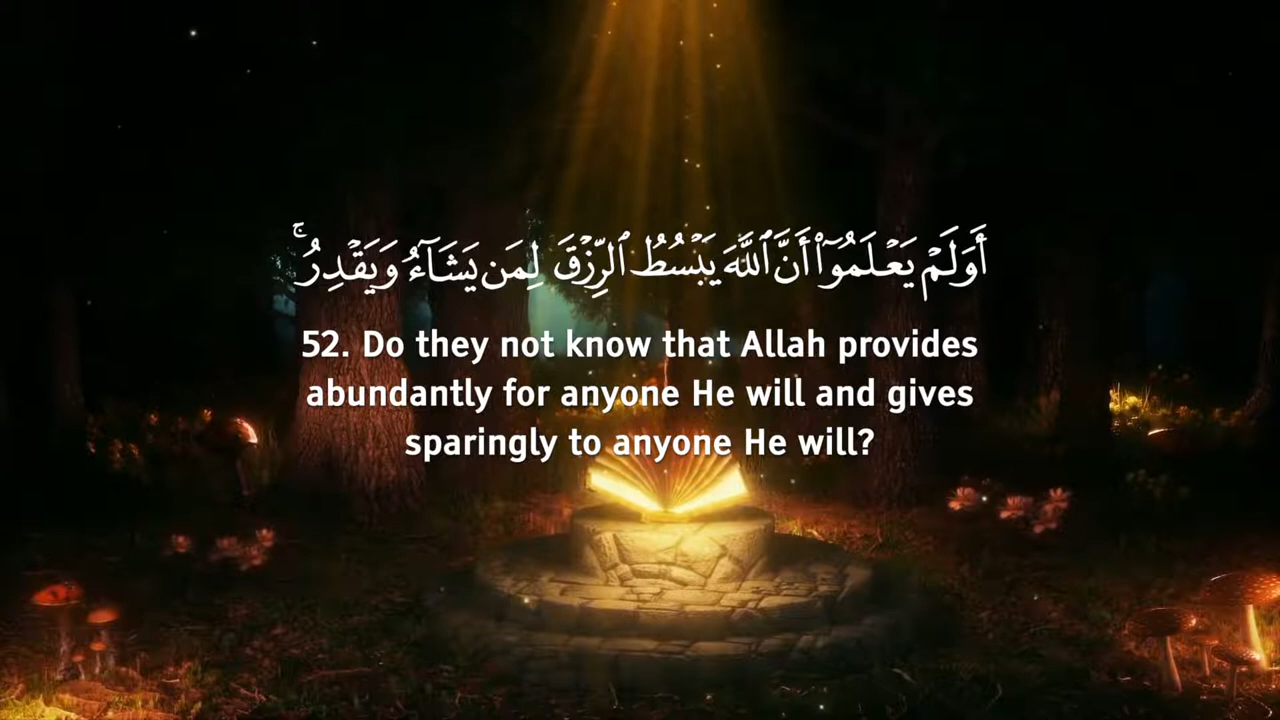 أَوَلَمْ يَعْلَمُوٓا۟ أَنَّ ٱللَّهَ يَبْسُطُ ٱلرِّزْقَ لِمَن يَشَآءُ وَيَقْدِرُ ۚ
52. Do they not know that Allah provides
abundantly for anyone He will and gives
sparingly to anyone He will?